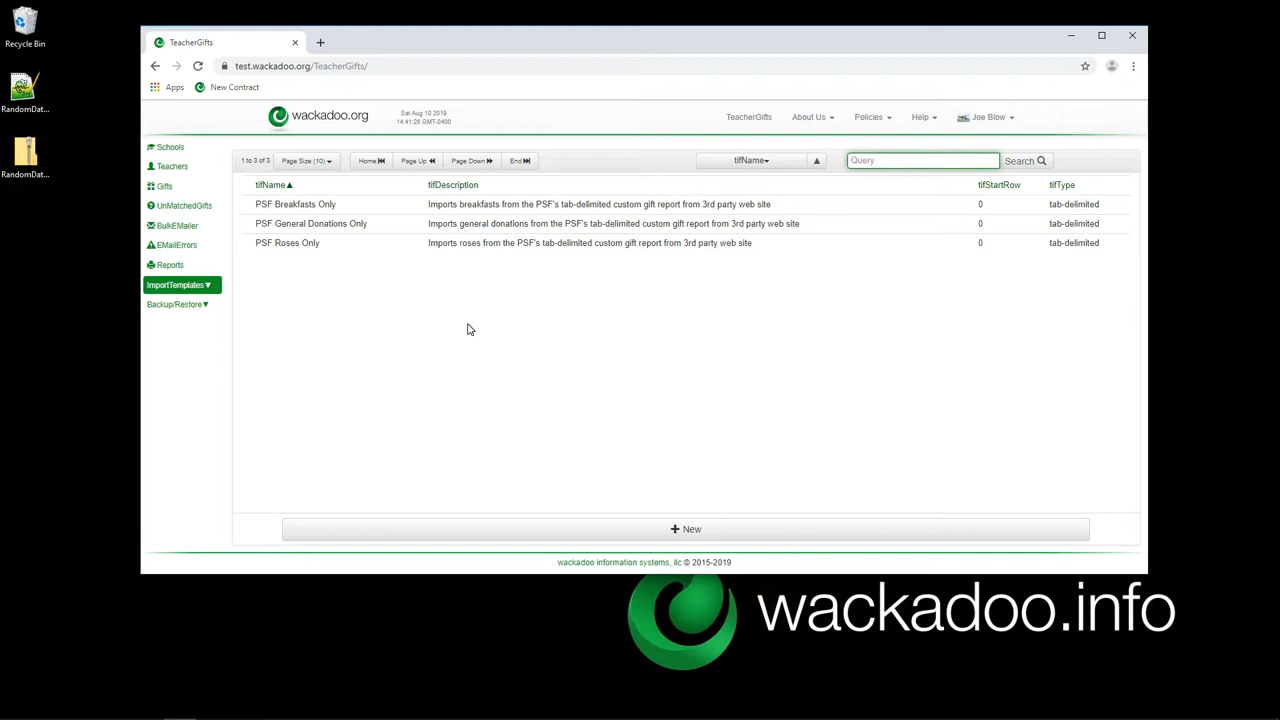 Recycle Bin
RandomDat...
RandomDat...
TeacherGifts
test.wackadoo.org/TeacherGifts/
Apps New Contract
wackadoo.org
Sat Aug 10 2019
14:41:26 GMT-0400
TeacherGifts About Us Policies Help Joe Blow
Schools
Teachers
Gifts
UnMatchedGifts
BulkEMailer
EMailErrors
Reports
ImportTemplates▼
Backup/Restore▼
1 to 3 of 3 Page Size (10) Home Page Up Page Down End tifName ▲ Query Search
tifName▲ tifDescription tifStartRow tifType
PSF Breakfasts Only Imports breakfasts from the PSF's tab-delimited custom gift report from 3rd party web site 0 tab-delimited
PSF General Donations Only Imports general donations from the PSF's tab-delimited custom gift report from 3rd party web site 0 tab-delimited
PSF Roses Only Imports roses from the PSF's tab-delimited custom gift report from 3rd party web site 0 tab-delimited
+ New
wackadoo information systems, llc © 2015-2019
wackadoo.info